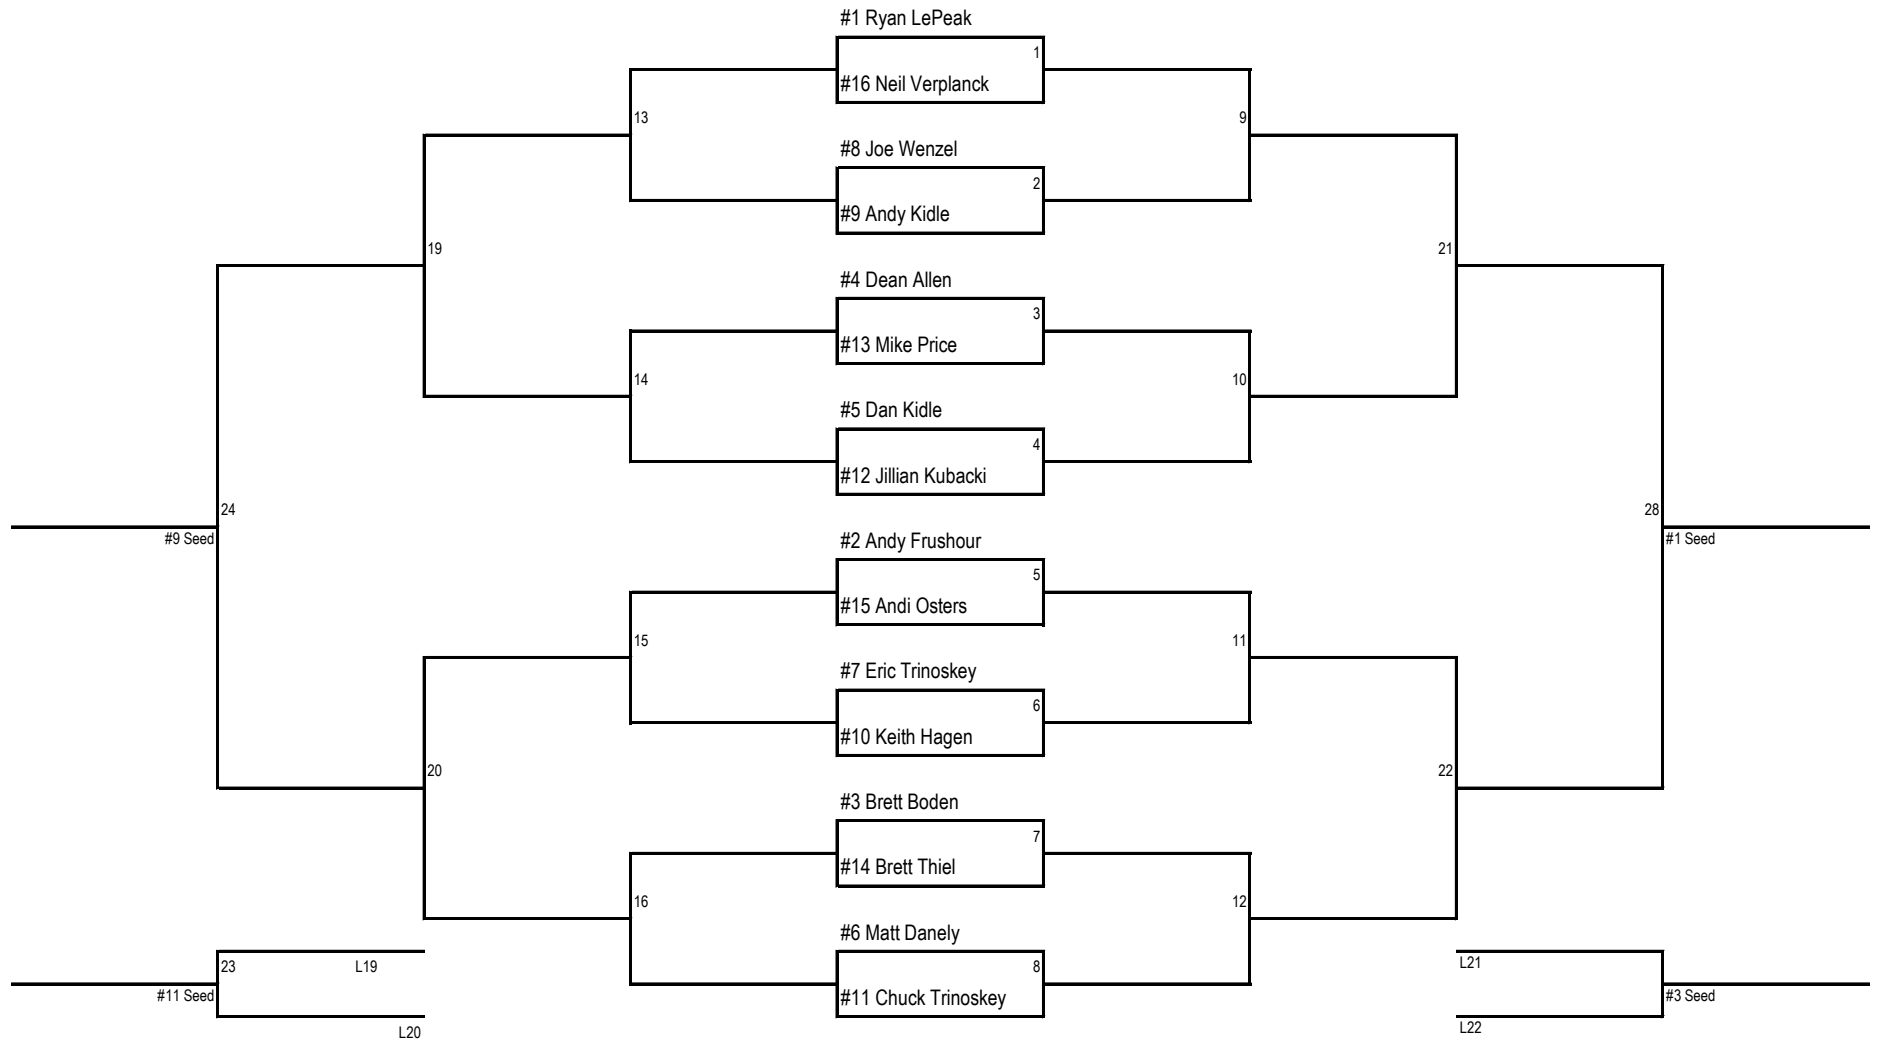 #1 Ryan LePeak
1
#16 Neil Verplanck
13
9
#8 Joe Wenzel
2
#9 Andy Kidle
19
21
#4 Dean Allen
3
#13 Mike Price
14
10
#5 Dan Kidle
4
#12 Jillian Kubacki
24
28
#9 Seed
#1 Seed
#2 Andy Frushour
5
#15 Andi Osters
15
11
#7 Eric Trinoskey
6
#10 Keith Hagen
20
22
#3 Brett Boden
7
#14 Brett Thiel
16
12
#6 Matt Danely
23
L19
8
L21
#11 Seed
#11 Chuck Trinoskey
#3 Seed
L20
L22